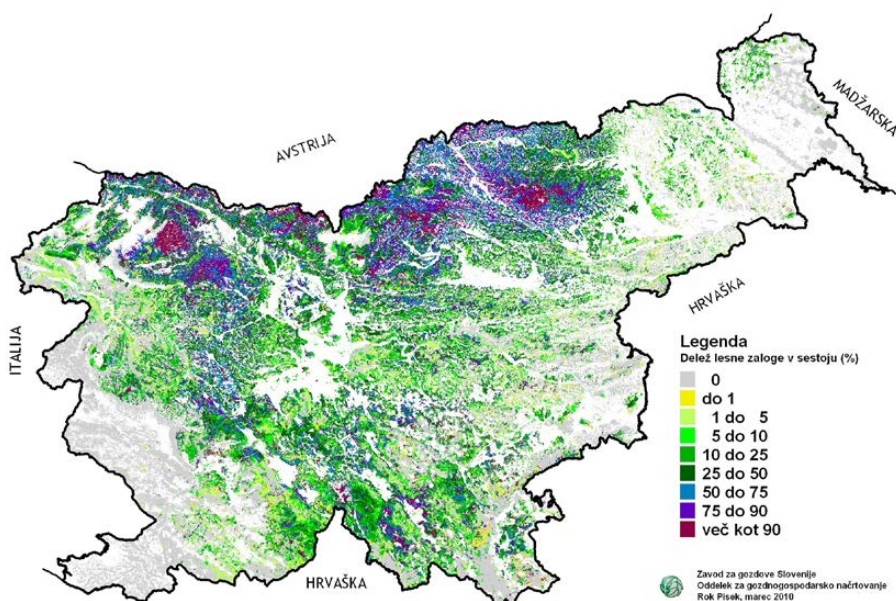 AVSTRIJA
MADŽARSKA
HRVAŠKA
ITALIJA
HRVAŠKA
Legenda
Delež lesne zaloge v sestoju (%)
0
do 1
1 do 5
5 do 10
10 do 25
25 do 50
50 do 75
75 do 90
več kot 90
Zavod za gozdove Slovenije
Oddelek za gozdnogospodarsko načrtovanje
Rok Pisek, marec 2010